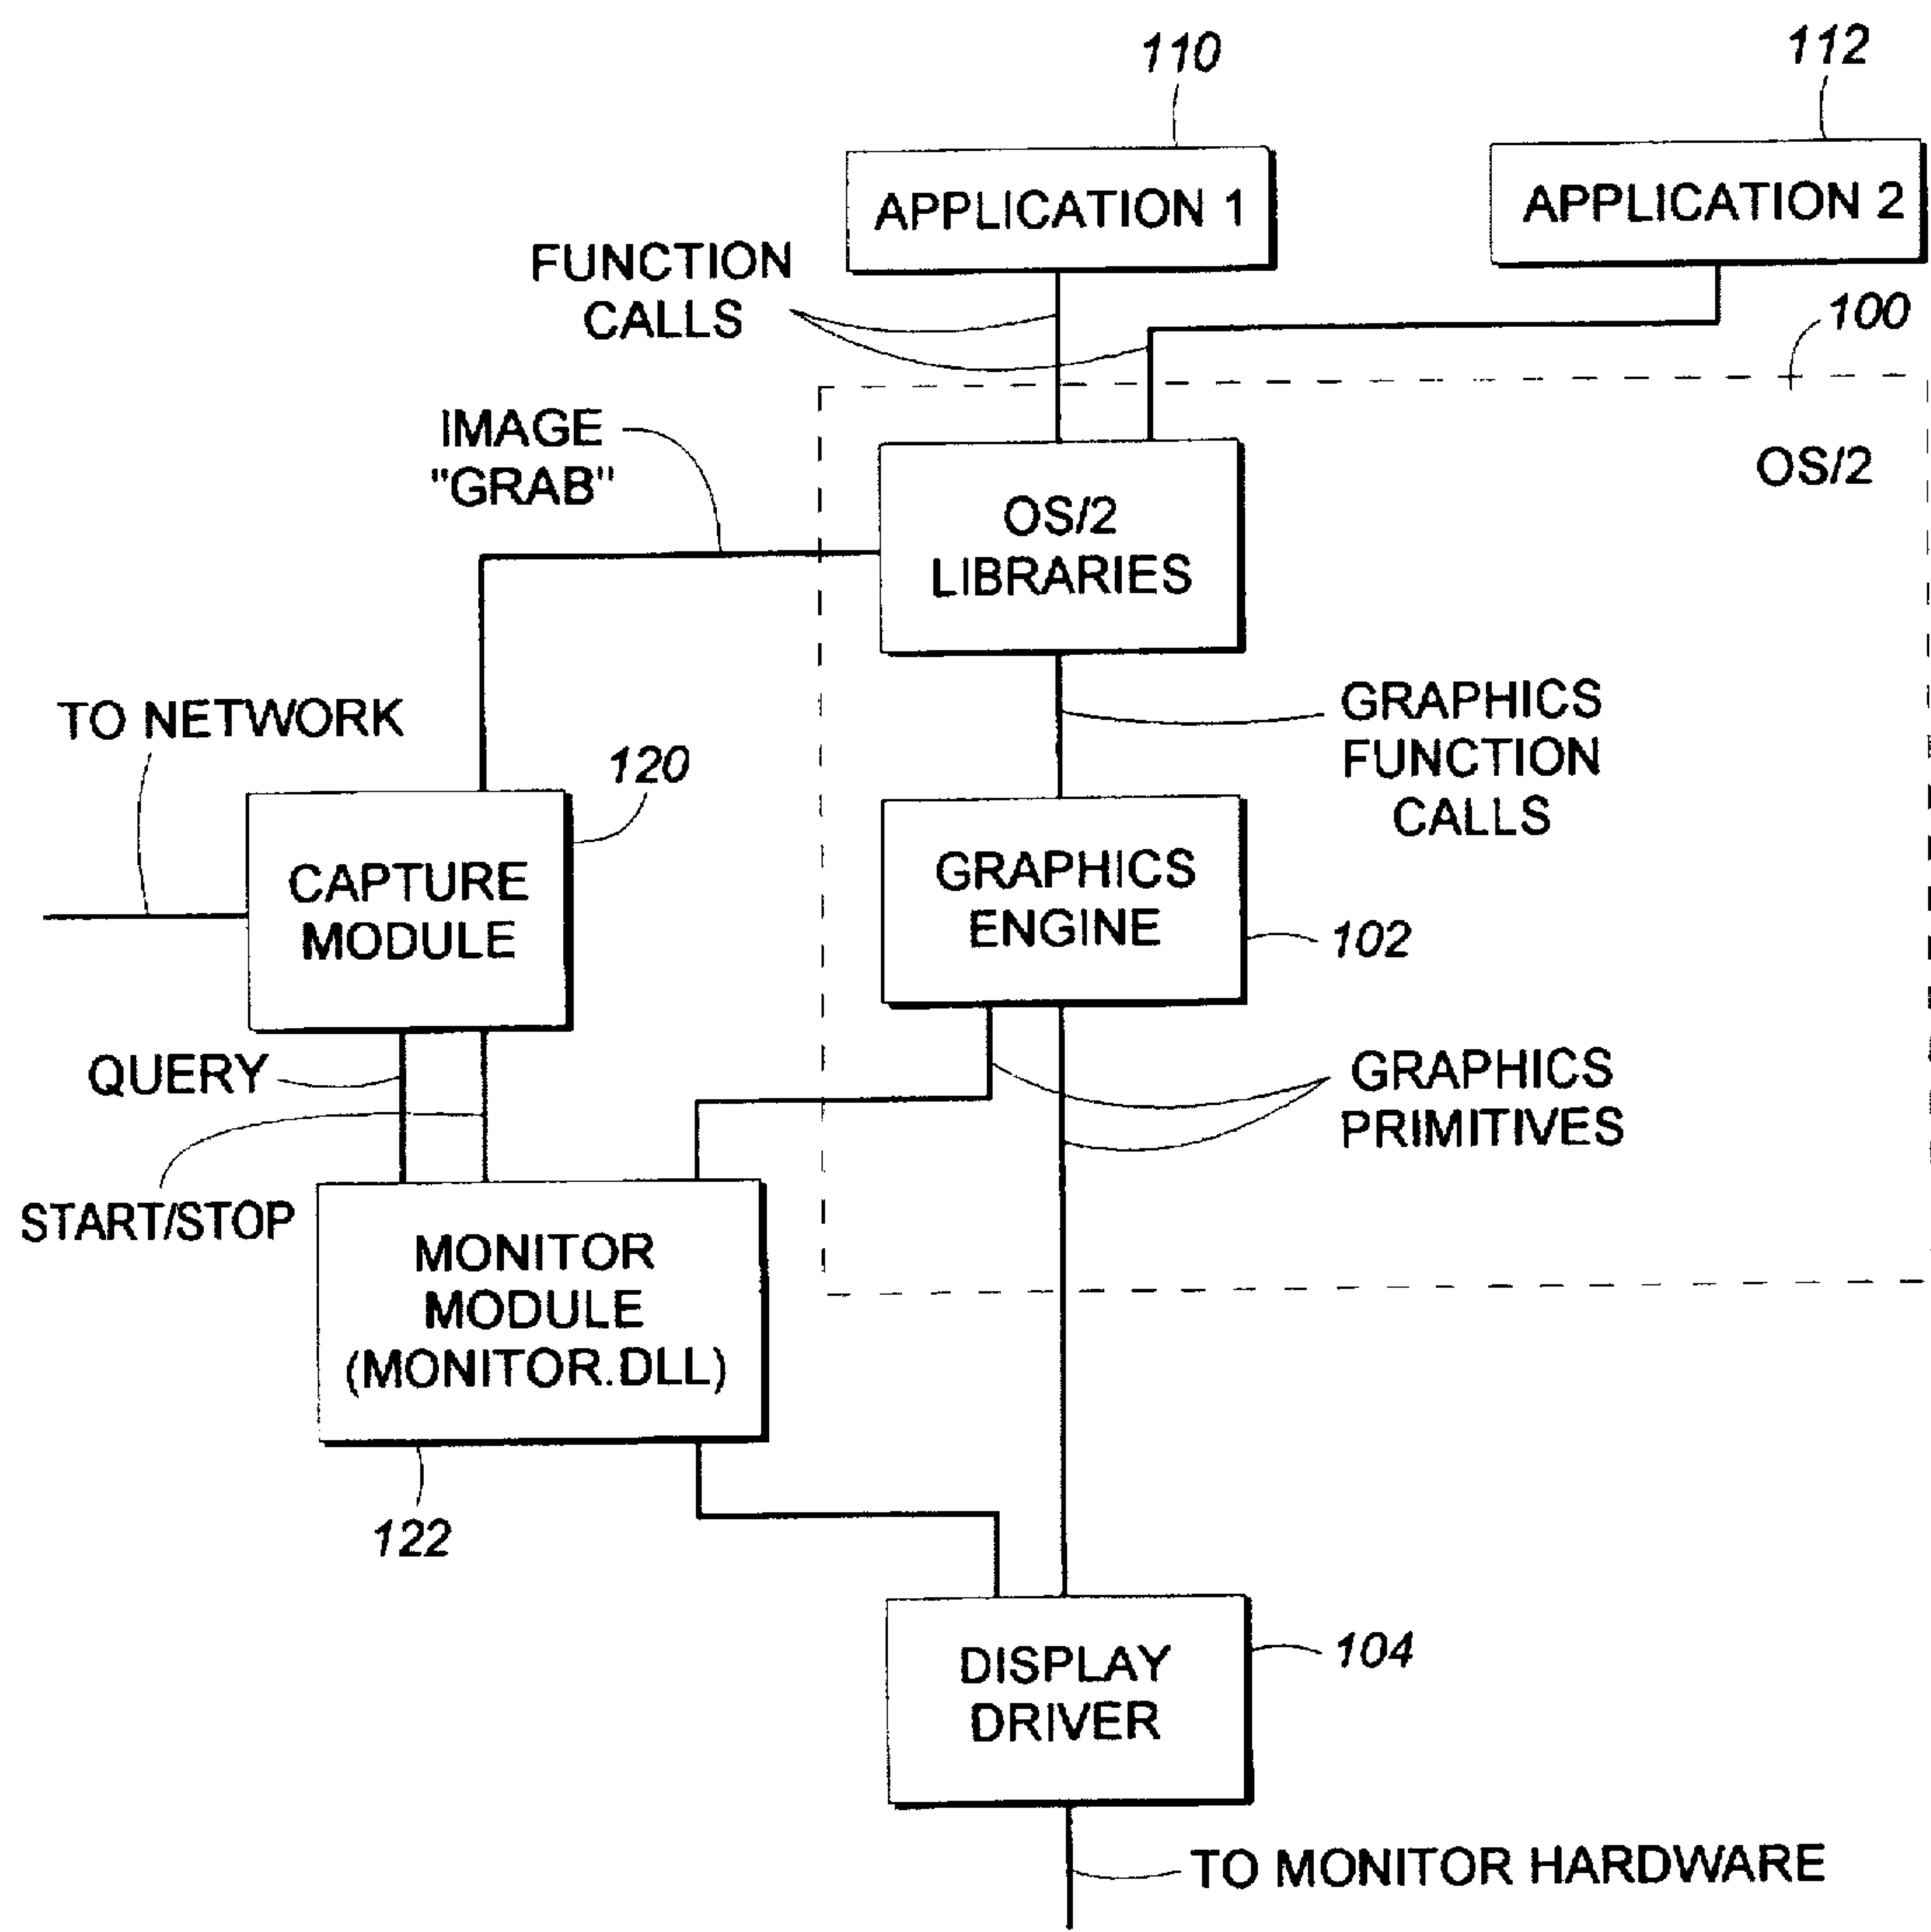 110
112
APPLICATION 1
APPLICATION 2
FUNCTION
CALLS
100
IMAGE
"GRAB"
OS/2
OS/2
LIBRARIES
TO NETWORK
GRAPHICS
FUNCTION
CALLS
120
CAPTURE
MODULE
GRAPHICS
ENGINE
102
QUERY
GRAPHICS
PRIMITIVES
START/STOP
MONITOR
MODULE
(MONITOR.DLL)
122
DISPLAY
DRIVER
104
TO MONITOR HARDWARE